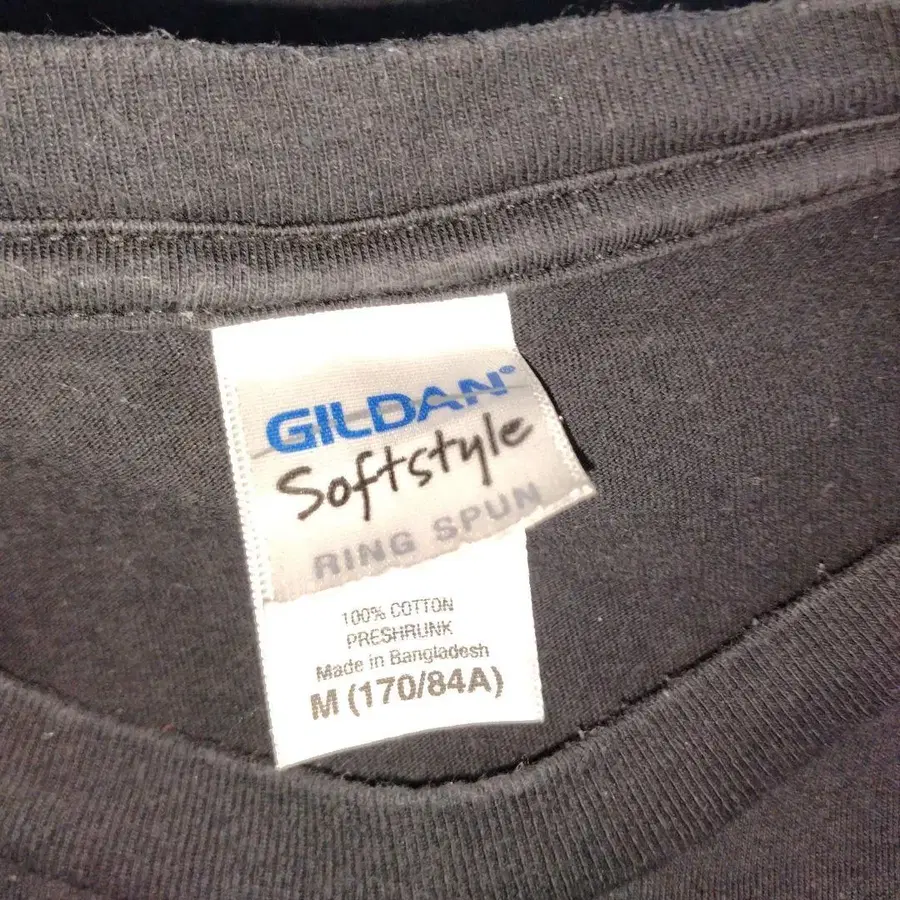 GILDAN®
Softstyle
RING SPUN
100% COTTON
PRESHRUNK
Made in Bangladesh
M (170/84A)